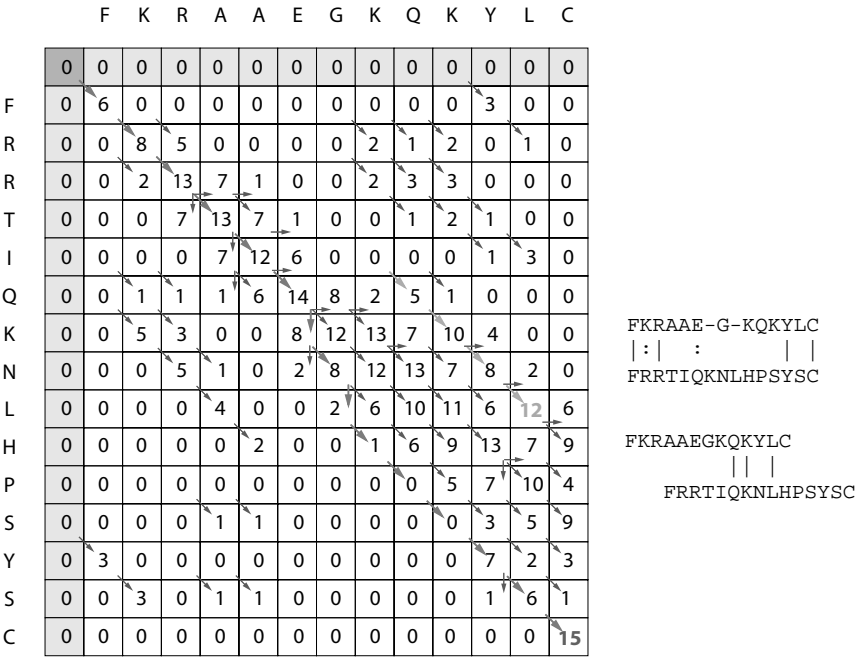 F K R A A E G K Q K Y L C
0 0 0 0 0 0 0 0 0 0 0 0 0 0
F 0 6 0 0 0 0 0 0 0 0 0 3 0 0
R 0 0 8 5 0 0 0 0 2 1 2 0 1 0
R 0 0 2 13 7 1 0 0 2 3 3 0 0 0
T 0 0 0 7 13 7 1 0 0 1 2 1 0 0
I 0 0 0 0 7 12 6 0 0 0 0 1 3 0
Q 0 0 1 1 1 6 14 8 2 5 1 0 0 0
K 0 0 5 3 0 0 8 12 13 7 10 4 0 0
N 0 0 0 5 1 0 2 8 12 13 7 8 2 0
L 0 0 0 0 4 0 0 2 6 10 11 6 12 6
H 0 0 0 0 0 2 0 0 1 6 9 13 7 9
P 0 0 0 0 0 0 0 0 0 0 5 7 10 4
S 0 0 0 0 1 1 0 0 0 0 0 3 5 9
Y 0 3 0 0 0 0 0 0 0 0 0 7 2 3
S 0 0 3 0 1 1 0 0 0 0 0 1 6 1
C 0 0 0 0 0 0 0 0 0 0 0 0 0 15
FKRAAE-G-KQKYLC
|:|  :      | |
FRRTIQKNLHPSYSC
FKRAAEGKQKYLC
|| |
FRRTIQKNLHPSYSC